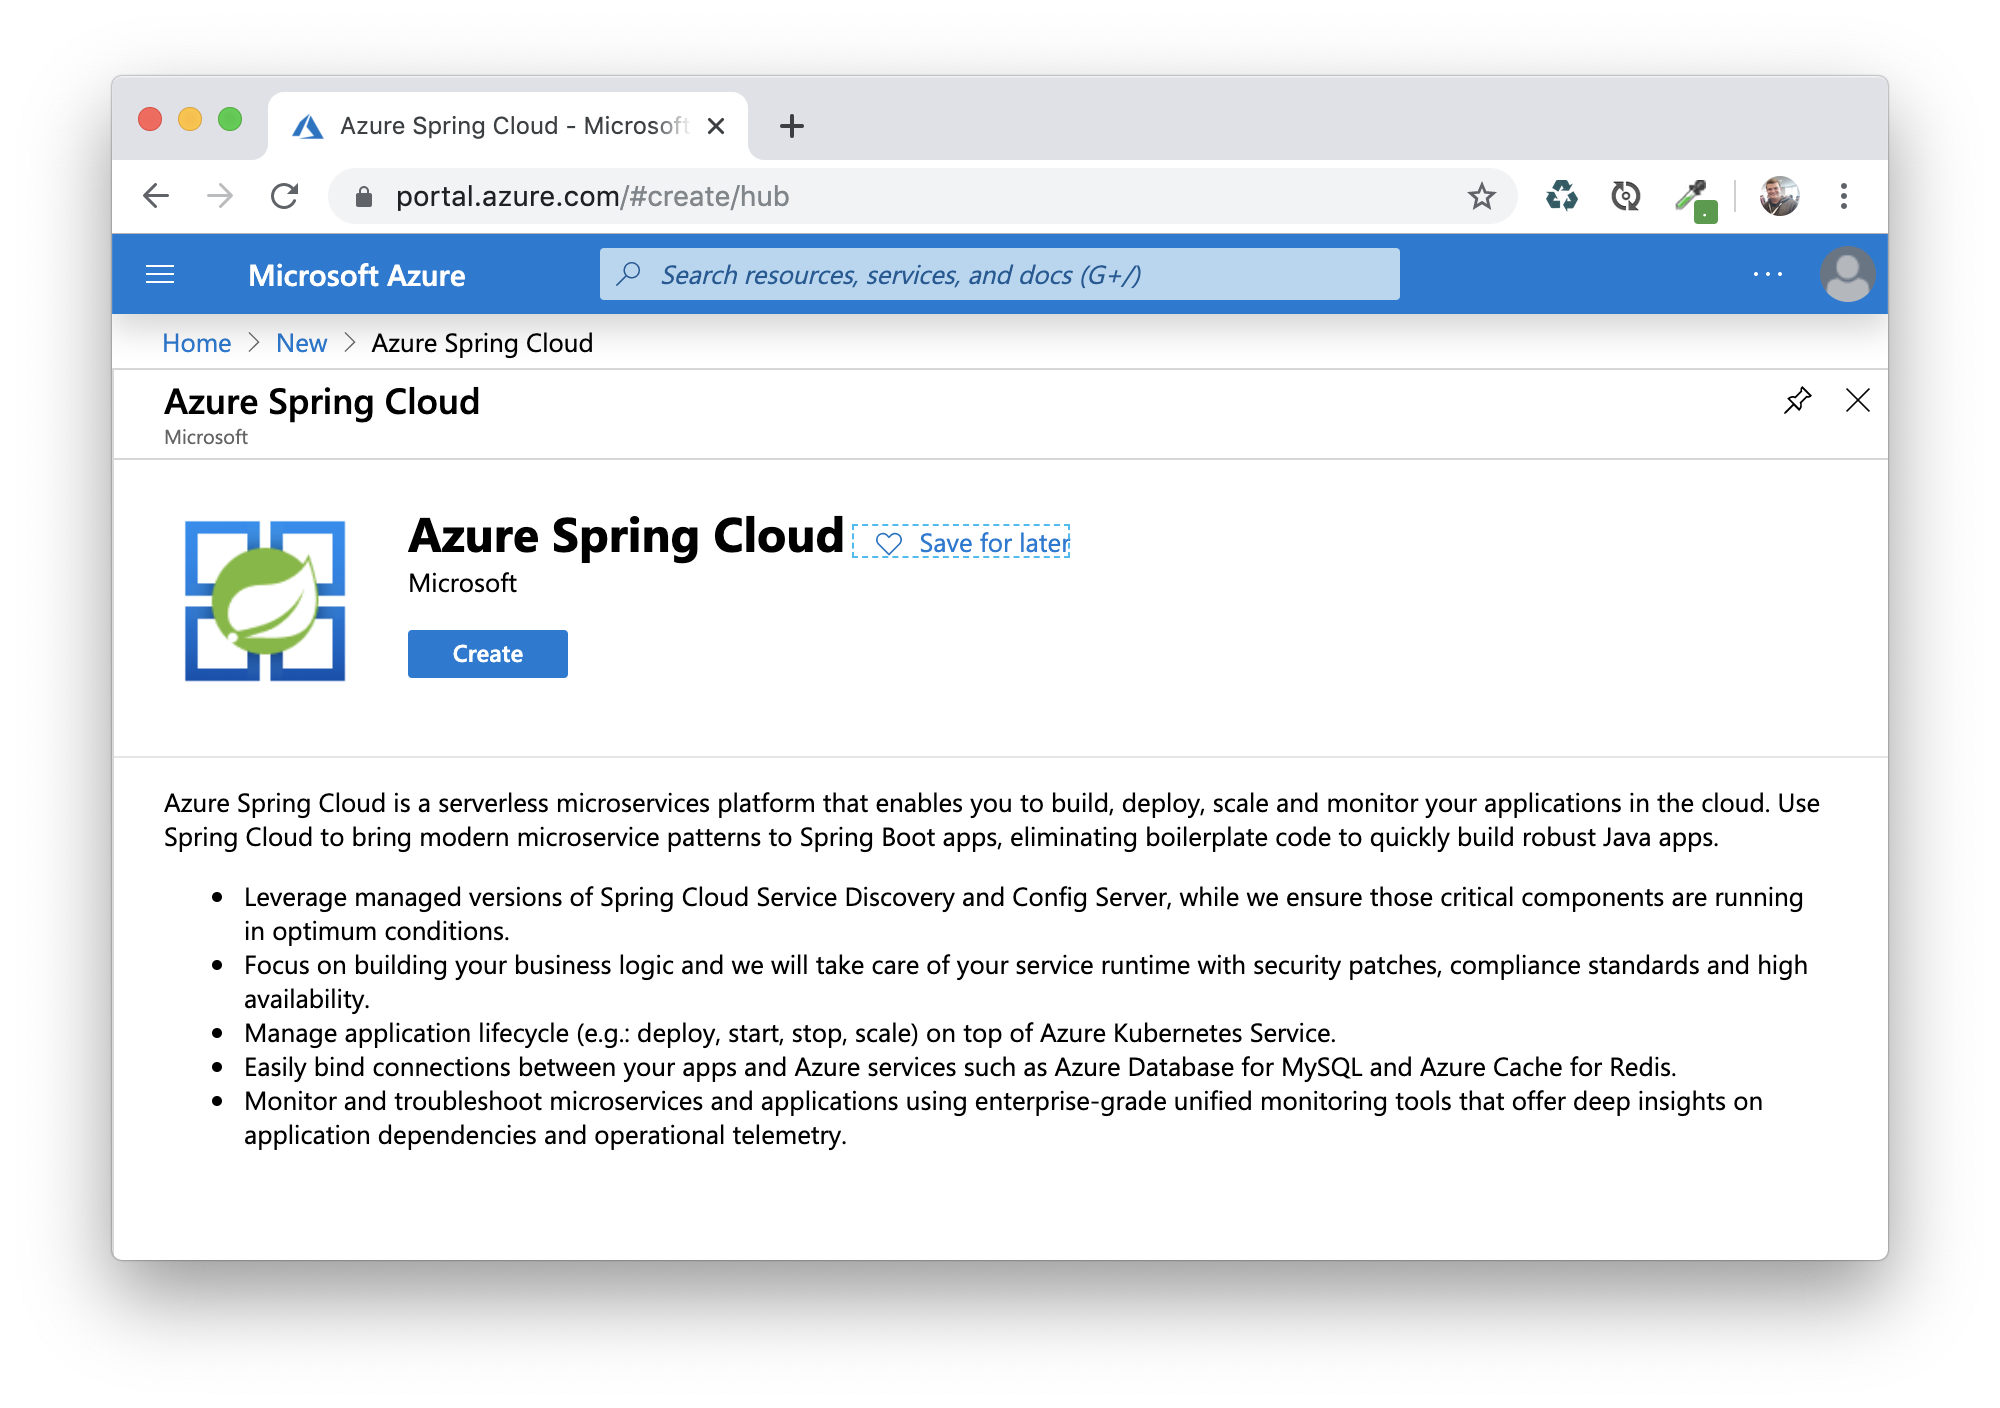 Azure Spring Cloud - Microsoft
portal.azure.com/#create/hub
Microsoft Azure
Search resources, services, and docs (G+/)
Home > New > Azure Spring Cloud
Azure Spring Cloud
Microsoft
Azure Spring Cloud
Save for later
Microsoft
Create
Azure Spring Cloud is a serverless microservices platform that enables you to build, deploy, scale and monitor your applications in the cloud. Use
Spring Cloud to bring modern microservice patterns to Spring Boot apps, eliminating boilerplate code to quickly build robust Java apps.
• Leverage managed versions of Spring Cloud Service Discovery and Config Server, while we ensure those critical components are running
in optimum conditions.
• Focus on building your business logic and we will take care of your service runtime with security patches, compliance standards and high
availability.
• Manage application lifecycle (e.g.: deploy, start, stop, scale) on top of Azure Kubernetes Service.
• Easily bind connections between your apps and Azure services such as Azure Database for MySQL and Azure Cache for Redis.
• Monitor and troubleshoot microservices and applications using enterprise-grade unified monitoring tools that offer deep insights on
application dependencies and operational telemetry.